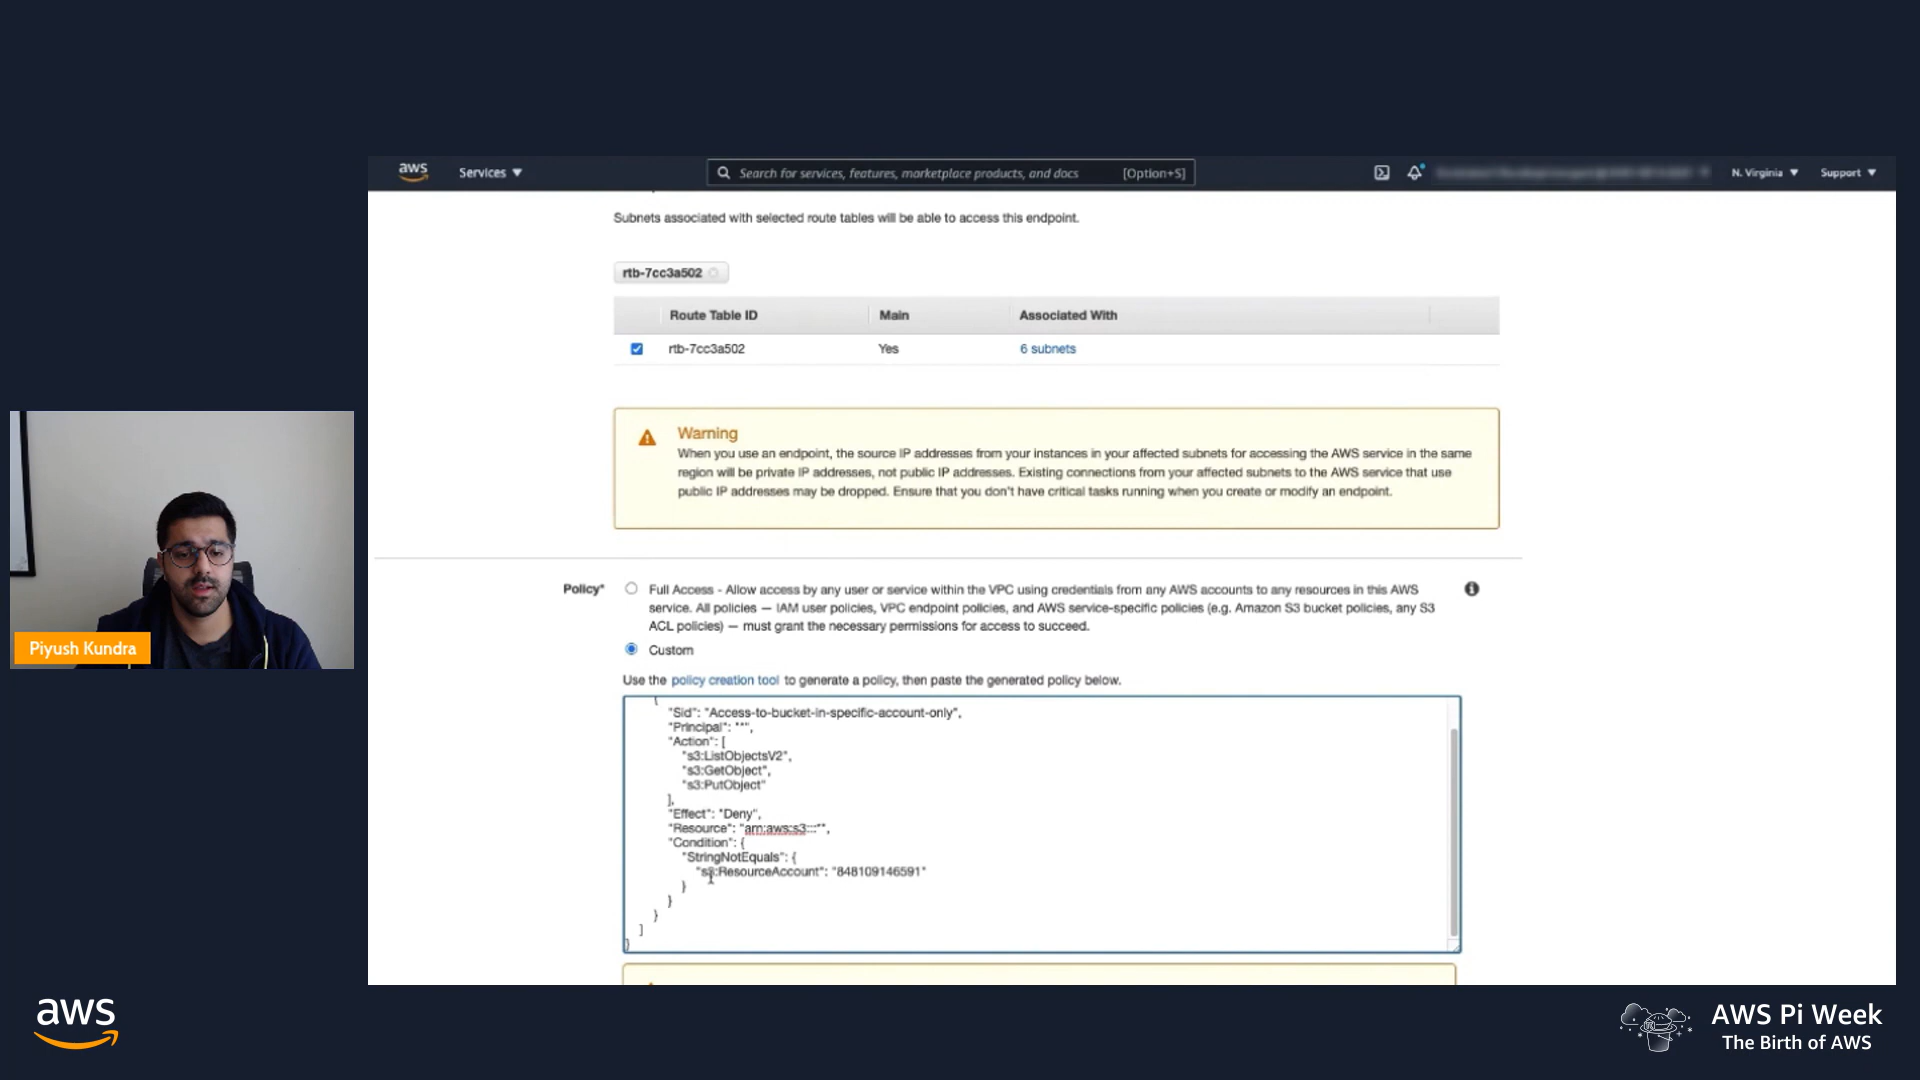 aws
Services
Search for services, features, marketplace products, and docs
[Option+S]
N. Virginia
Support
Subnets associated with selected route tables will be able to access this endpoint.
rtb-7cc3a502
Route Table ID
Main
Associated With
rtb-7cc3a502
Yes
6 subnets
Warning
When you use an endpoint, the source IP addresses from your instances in your affected subnets for accessing the AWS service in the same
region will be private IP addresses, not public IP addresses. Existing connections from your affected subnets to the AWS service that use
public IP addresses may be dropped. Ensure that you don't have critical tasks running when you create or modify an endpoint.
Policy*
Full Access - Allow access by any user or service within the VPC using credentials from any AWS accounts to any resources in this AWS
service. All policies — IAM user policies, VPC endpoint policies, and AWS service-specific policies (e.g. Amazon S3 bucket policies, any S3
ACL policies) — must grant the necessary permissions for access to succeed.
Custom
Use the policy creation tool to generate a policy, then paste the generated policy below.
{
"Sid": "Access-to-bucket-in-specific-account-only",
"Principal": "*",
"Action": [
"s3:ListObjectsV2",
"s3:GetObject",
"s3:PutObject"
],
"Effect": "Deny",
"Resource": "arn:aws:s3:::*",
"Condition": {
"StringNotEquals": {
"s3:ResourceAccount": "848109146591"
}
}
}
]
}
Piyush Kundra
aws
AWS Pi Week
The Birth of AWS